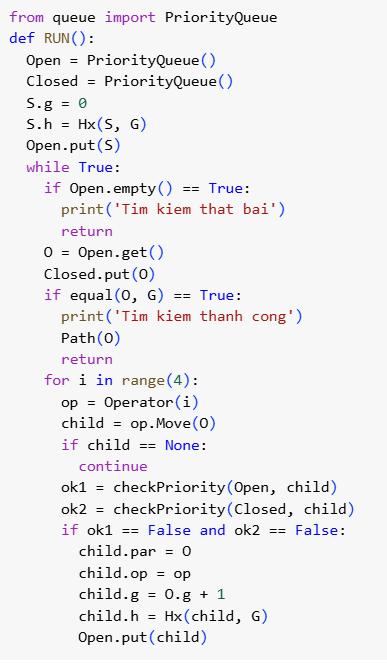 from queue import PriorityQueue
def RUN():
  Open = PriorityQueue()
  Closed = PriorityQueue()
  S.g = 0
  S.h = Hx(S, G)
  Open.put(S)
  while True:
    if Open.empty() == True:
      print('Tim kiem that bai')
      return
    O = Open.get()
    Closed.put(O)
    if equal(O, G) == True:
      print('Tim kiem thanh cong')
      Path(O)
      return
    for i in range(4):
      op = Operator(i)
      child = op.Move(O)
      if child == None:
        continue
      ok1 = checkPriority(Open, child)
      ok2 = checkPriority(Closed, child)
      if ok1 == False and ok2 == False:
        child.par = O
        child.op = op
        child.g = O.g + 1
        child.h = Hx(child, G)
        Open.put(child)